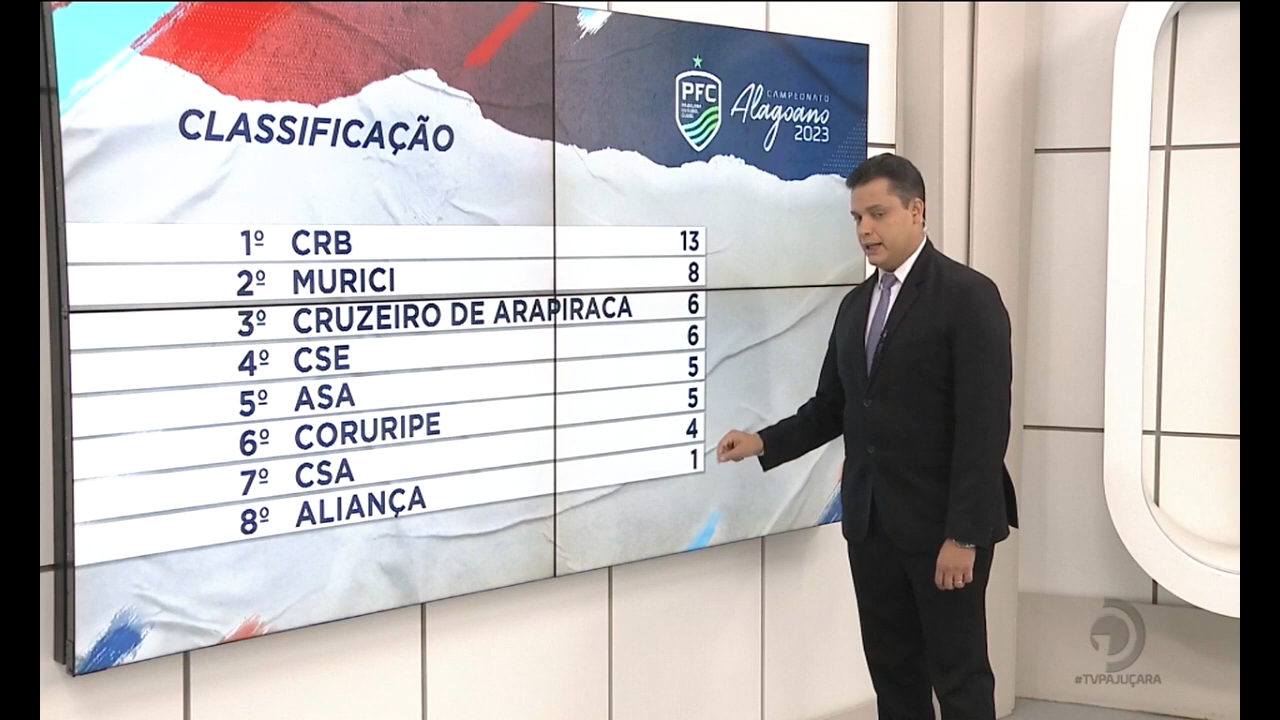 CLASSIFICAÇÃO
PFC
CAMPEONATO
Alagoano
2023
1º CRB 13
2º MURICI 8
3º CRUZEIRO DE ARAPIRACA 6
4º CSE 6
5º ASA 5
6º CORURIPE 5
7º CSA 4
8º ALIANÇA 1
#TVPAJUÇARA